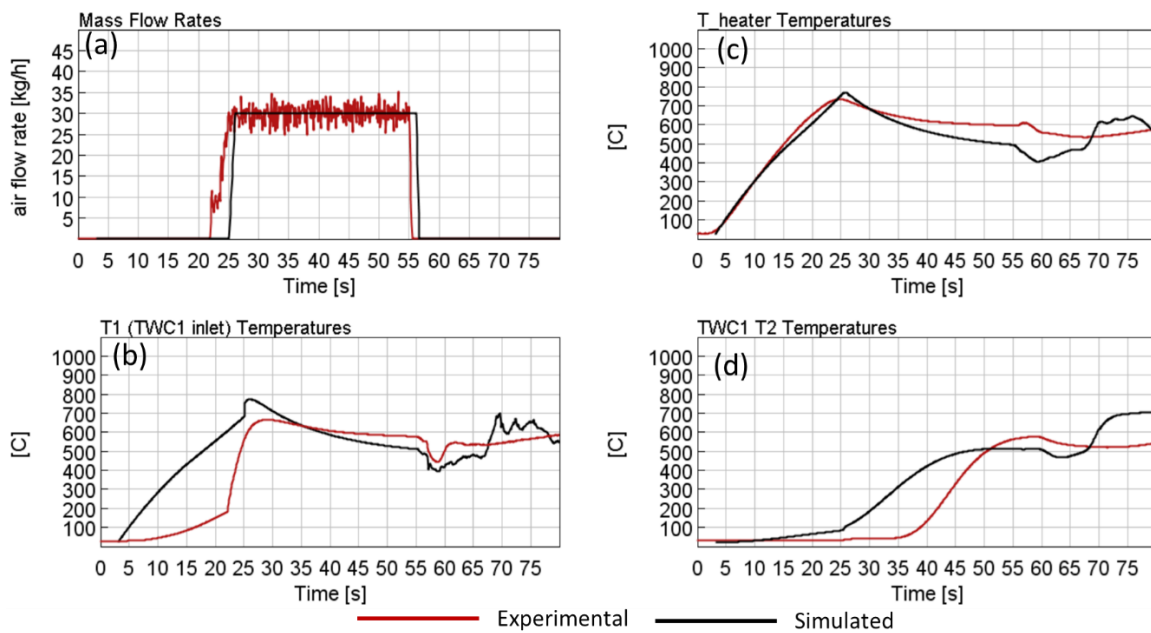 Mass Flow Rates
(a)
air flow rate [kg/h]
45
40
35
30
25
20
15
10
5
0 5 10 15 20 25 30 35 40 45 50 55 60 65 70 75
Time [s]
T_heater Temperatures
(c)
[C]
1000
900
800
700
600
500
400
300
200
100
0 5 10 15 20 25 30 35 40 45 50 55 60 65 70 75
Time [s]
T1 (TWC1 inlet) Temperatures
(b)
[C]
1000
900
800
700
600
500
400
300
200
100
0 5 10 15 20 25 30 35 40 45 50 55 60 65 70 75
Time [s]
TWC1 T2 Temperatures
(d)
[C]
1000
900
800
700
600
500
400
300
200
100
0 5 10 15 20 25 30 35 40 45 50 55 60 65 70 75
Time [s]
Experimental
Simulated